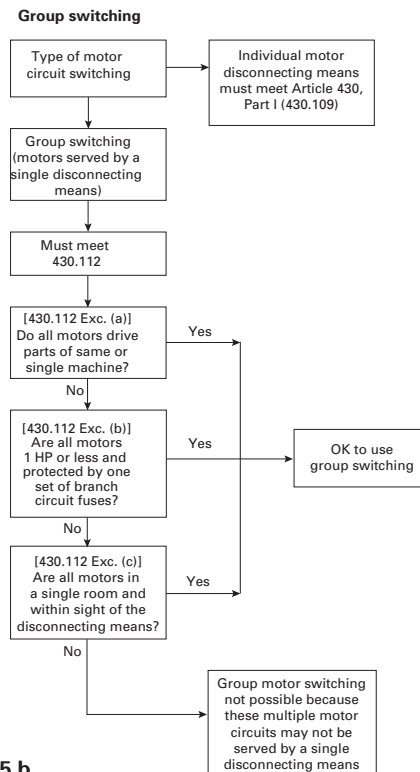 Group switching
Type of motor
circuit switching
Individual motor
disconnecting means
must meet Article 430,
Part I (430.109)
Group switching
(motors served by a
single disconnecting
means)
Must meet
430.112
[430.112 Exc. (a)]
Do all motors drive
parts of same or
single machine?
Yes
No
[430.112 Exc. (b)]
Are all motors
1 HP or less and
protected by one
set of branch
circuit fuses?
Yes
OK to use
group switching
No
[430.112 Exc. (c)]
Are all motors in
a single room and
within sight of the
disconnecting means?
Yes
No
Group motor switching
not possible because
these multiple motor
circuits may not be
served by a single
disconnecting means
5 b